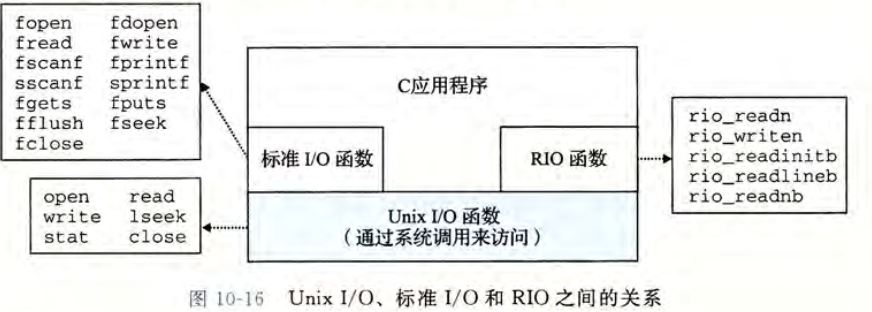 fopen fdopen
fread fwrite
fscanf fprintf
sscanf sprintf
fgets fputs
fflush fseek
fclose
C应用程序
标准 I/O 函数
RIO 函数
rio_readn
rio_writen
rio_readinitb
rio_readlineb
rio_readnb
open read
write lseek
stat close
Unix I/O 函数
（通过系统调用来访问）
图 10-16 Unix I/O、标准 I/O 和 RIO 之间的关系